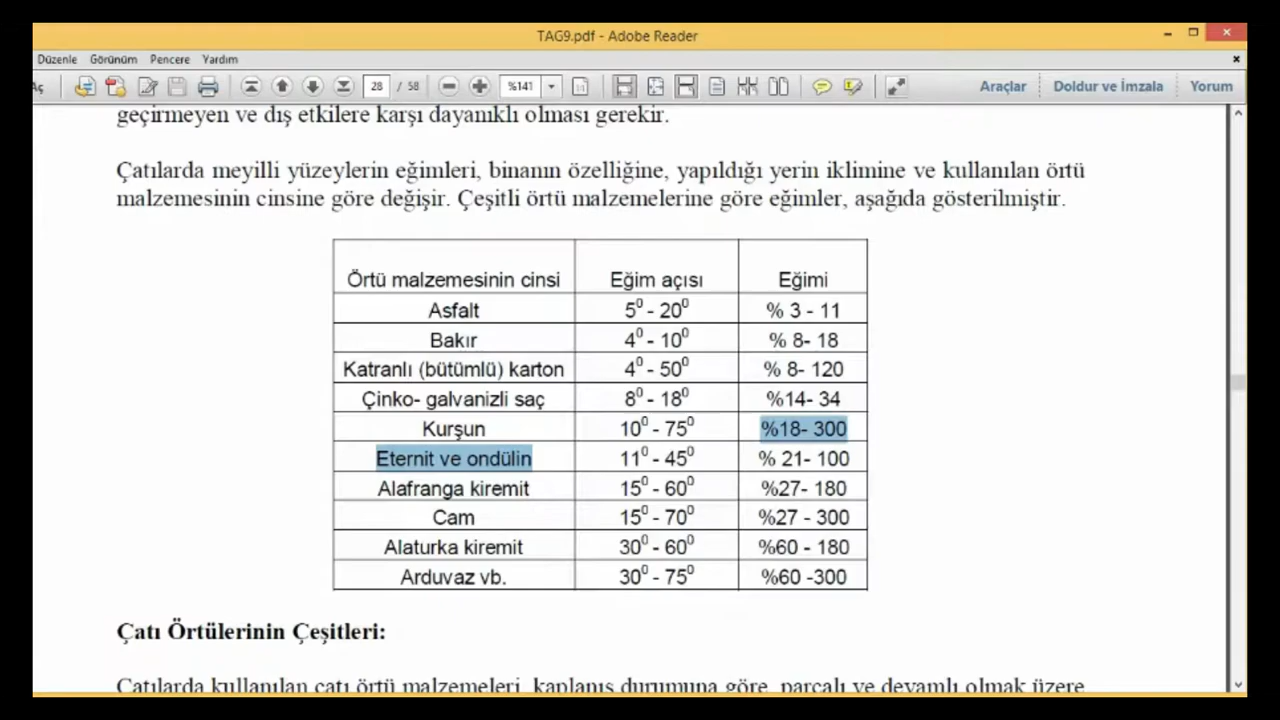 TAG9.pdf - Adobe Reader
Düzenle Görünüm Pencere Yardım
28 / 58 %141 Araçlar Doldur ve İmzala Yorum
geçirmeyen ve dış etkilere karşı dayanıklı olması gerekir.
Çatılarda meyilli yüzeylerin eğimleri, binanın özelliğine, yapıldığı yerin iklimine ve kullanılan örtü
malzemesinin cinsine göre değişir. Çeşitli örtü malzemelerine göre eğimler, aşağıda gösterilmiştir.
Örtü malzemesinin cinsi Eğim açısı Eğimi
Asfalt 5⁰ - 20⁰ % 3 - 11
Bakır 4⁰ - 10⁰ % 8- 18
Katranlı (bütümlü) karton 4⁰ - 50⁰ % 8- 120
Çinko- galvanizli saç 8⁰ - 18⁰ %14- 34
Kurşun 10⁰ - 75⁰ %18- 300
Eternit ve ondülin 11⁰ - 45⁰ % 21- 100
Alafranga kiremit 15⁰ - 60⁰ %27- 180
Cam 15⁰ - 70⁰ %27 - 300
Alaturka kiremit 30⁰ - 60⁰ %60 - 180
Arduvaz vb. 30⁰ - 75⁰ %60 -300
Çatı Örtülerinin Çeşitleri:
Çatılarda kullanılan çatı örtü malzemeleri, kaplanış durumuna göre, parçalı ve devamlı olmak üzere